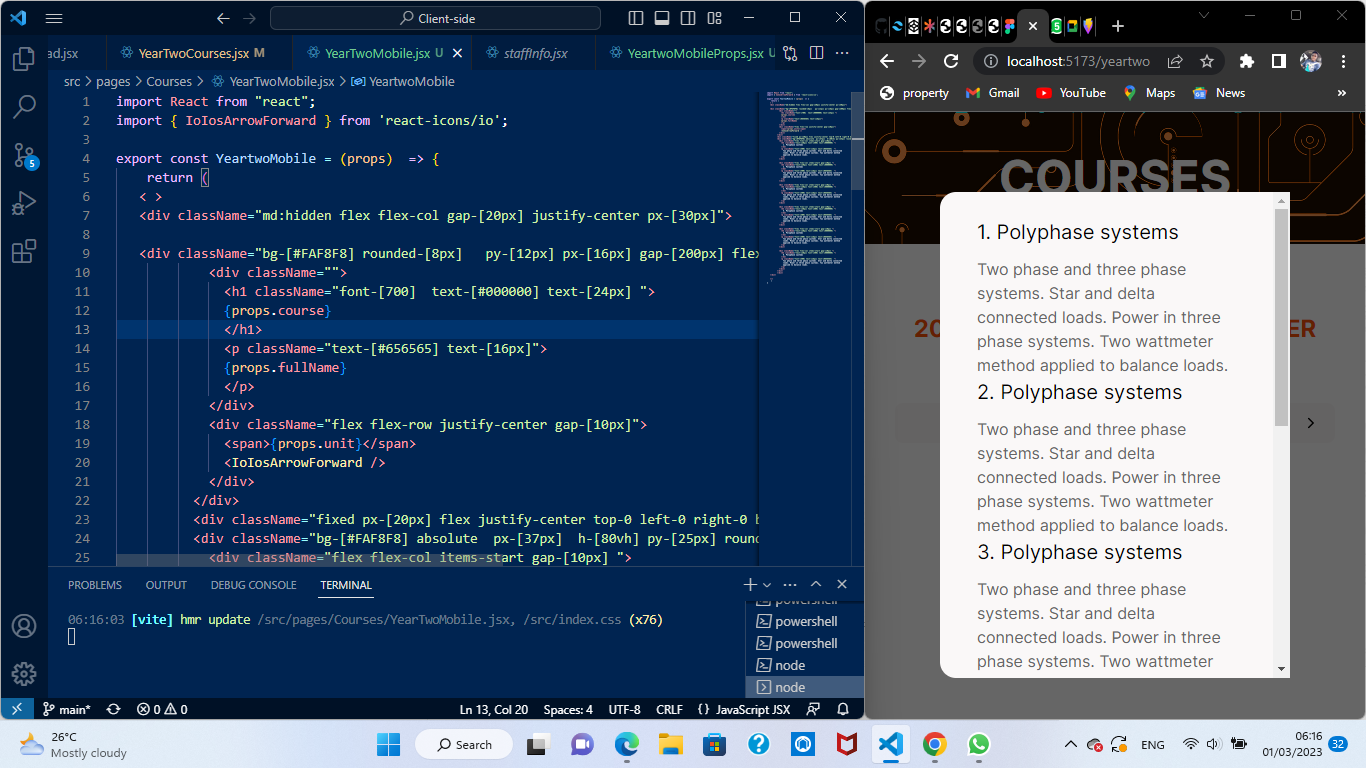 Client-side
ad.jsx
YearTwoCourses.jsx M
YearTwoMobile.jsx U
staffInfo.jsx
YeartwoMobileProps.jsx U
src > pages > Courses > YearTwoMobile.jsx > YeartwoMobile
1 import React from "react";
2 import { IoIosArrowForward } from 'react-icons/io';
3
4 export const YeartwoMobile = (props)  => {
5 return (
6 < >
7 <div className="md:hidden flex flex-col gap-[20px] justify-center px-[30px]">
8
9 <div className="bg-[#FAF8F8] rounded-[8px]   py-[12px] px-[16px] gap-[200px] flex
10 <div className="">
11 <h1 className="font-[700]  text-[#000000] text-[24px] ">
12 {props.course}
13 </h1>
14 <p className="text-[#656565] text-[16px]">
15 {props.fullName}
16 </p>
17 </div>
18 <div className="flex flex-row justify-center gap-[10px]">
19 <span>{props.unit}</span>
20 <IoIosArrowForward />
21 </div>
22 </div>
23 <div className="fixed px-[20px] flex justify-center top-0 left-0 right-0 b
24 <div className="bg-[#FAF8F8] absolute  px-[37px]  h-[80vh] py-[25px] round
25 <div className="flex flex-col items-start gap-[10px] ">
PROBLEMS
OUTPUT
DEBUG CONSOLE
TERMINAL
06:16:03 [vite] hmr update /src/pages/Courses/YearTwoMobile.jsx, /src/index.css (x76)
powershell
powershell
powershell
node
node
5
main*
0
0
Ln 13, Col 20
Spaces: 4
UTF-8
CRLF
{ } JavaScript JSX
localhost:5173/yeartwo
property
Gmail
YouTube
Maps
News
»
COURSES
20
ER
1. Polyphase systems
Two phase and three phase
systems. Star and delta
connected loads. Power in three
phase systems. Two wattmeter
method applied to balance loads.
2. Polyphase systems
Two phase and three phase
systems. Star and delta
connected loads. Power in three
phase systems. Two wattmeter
method applied to balance loads.
3. Polyphase systems
Two phase and three phase
systems. Star and delta
connected loads. Power in three
phase systems. Two wattmeter
26°C
Mostly cloudy
Search
ENG
06:16
01/03/2023
32